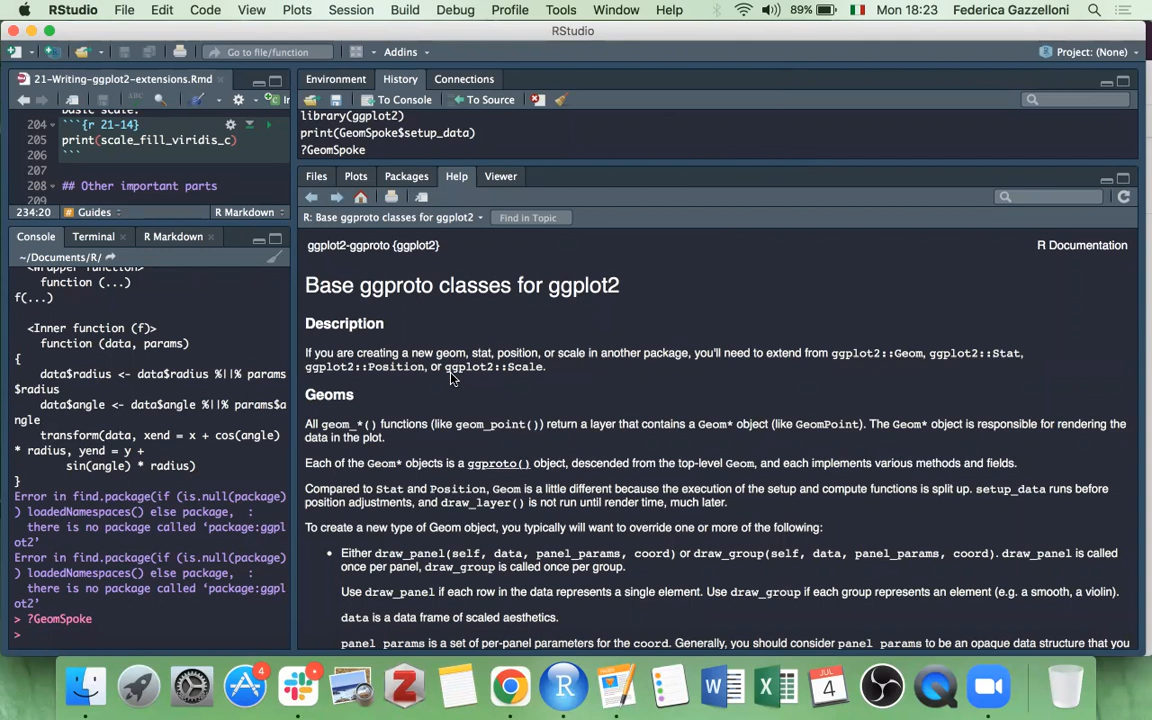 RStudio File Edit Code View Plots Session Build Debug Profile Tools Window Help 89% Mon 18:23 Federica Gazzelloni
RStudio
Go to file/function Addins Project: (None)
21-Writing-ggplot2-extensions.Rmd
204 ```{r 21-14}
205 print(scale_fill_viridis_c)
206 ```
207
208 ## Other important parts
209
234:20 Guides R Markdown
Console Terminal R Markdown
~/Documents/R/
<Wrapper function>
function (...)
f(...)
<Inner function (f)>
function (data, params)
{
data$radius <- data$radius %||% params
$radius
data$angle <- data$angle %||% params$a
ngle
transform(data, xend = x + cos(angle)
* radius, yend = y +
sin(angle) * radius)
}
Error in find.package(if (is.null(package)
) loadedNamespaces() else package, :
there is no package called ‘package:ggpl
ot2’
Error in find.package(if (is.null(package)
) loadedNamespaces() else package, :
there is no package called ‘package:ggpl
ot2’
> ?GeomSpoke
>
Environment History Connections
To Console To Source
library(ggplot2)
print(GeomSpoke$setup_data)
?GeomSpoke
Files Plots Packages Help Viewer
R: Base ggproto classes for ggplot2 Find in Topic
ggplot2-ggproto {ggplot2} R Documentation
Base ggproto classes for ggplot2
Description
If you are creating a new geom, stat, position, or scale in another package, you'll need to extend from ggplot2::Geom, ggplot2::Stat,
ggplot2::Position, or ggplot2::Scale.
Geoms
All geom_*() functions (like geom_point()) return a layer that contains a Geom* object (like GeomPoint). The Geom* object is responsible for rendering the
data in the plot.
Each of the Geom* objects is a ggproto() object, descended from the top-level Geom, and each implements various methods and fields.
Compared to Stat and Position, Geom is a little different because the execution of the setup and compute functions is split up. setup_data runs before
position adjustments, and draw_layer() is not run until render time, much later.
To create a new type of Geom object, you typically will want to override one or more of the following:
• Either draw_panel(self, data, panel_params, coord) or draw_group(self, data, panel_params, coord). draw_panel is called
once per panel, draw_group is called once per group.
Use draw_panel if each row in the data represents a single element. Use draw_group if each group represents an element (e.g. a smooth, a violin).
data is a data frame of scaled aesthetics.
panel_params is a set of per-panel parameters for the coord. Generally, you should consider panel_params to be an opaque data structure that you
4
JUL
4